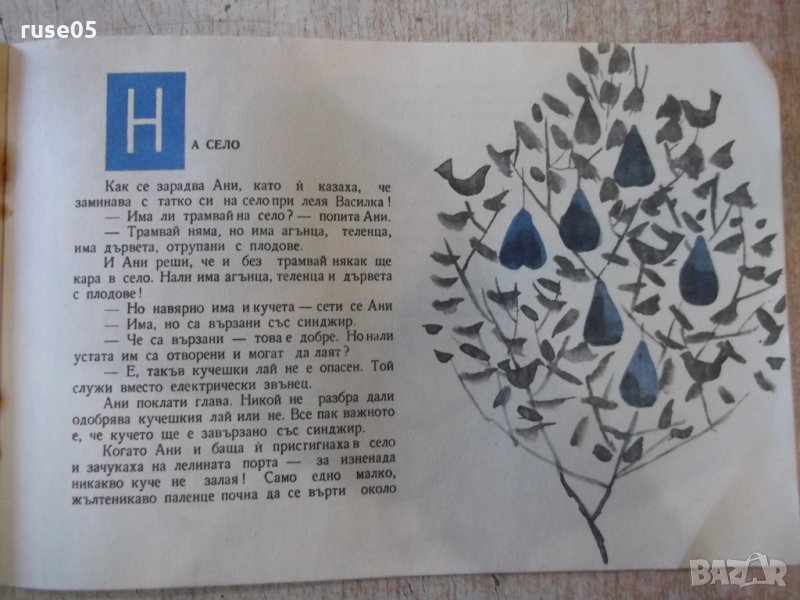 ruse05
НА СЕЛО
Как се зарадва Ани, като ѝ казаха, че
заминава с татко си на село при леля Василка!
— Има ли трамвай на село? — попита Ани.
— Трамвай няма, но има агънца, теленца,
има дървета, отрупани с плодове.
И Ани реши, че и без трамвай някак ще
кара в село. Нали има агънца, теленца и дървета
с плодове!
— Но навярно има и кучета — сети се Ани
— Има, но са вързани със синджир.
— Че са вързани — това е добре. Но нали
устата им са отворени и могат да лаят?
— Е, такъв кучешки лай не е опасен. Той
служи вместо електрически звънец.
Ани поклати глава. Никой не разбра дали
одобрява кучешкия лай или не. Все пак важното
е, че кучето ще е завързано със синджир.
Когато Ани и баща ѝ пристигнаха в село
и зачукаха на лелината порта — за изненада
никакво куче не залая! Само едно малко,
жълтеникаво паленце почна да се върти около
BAZAR